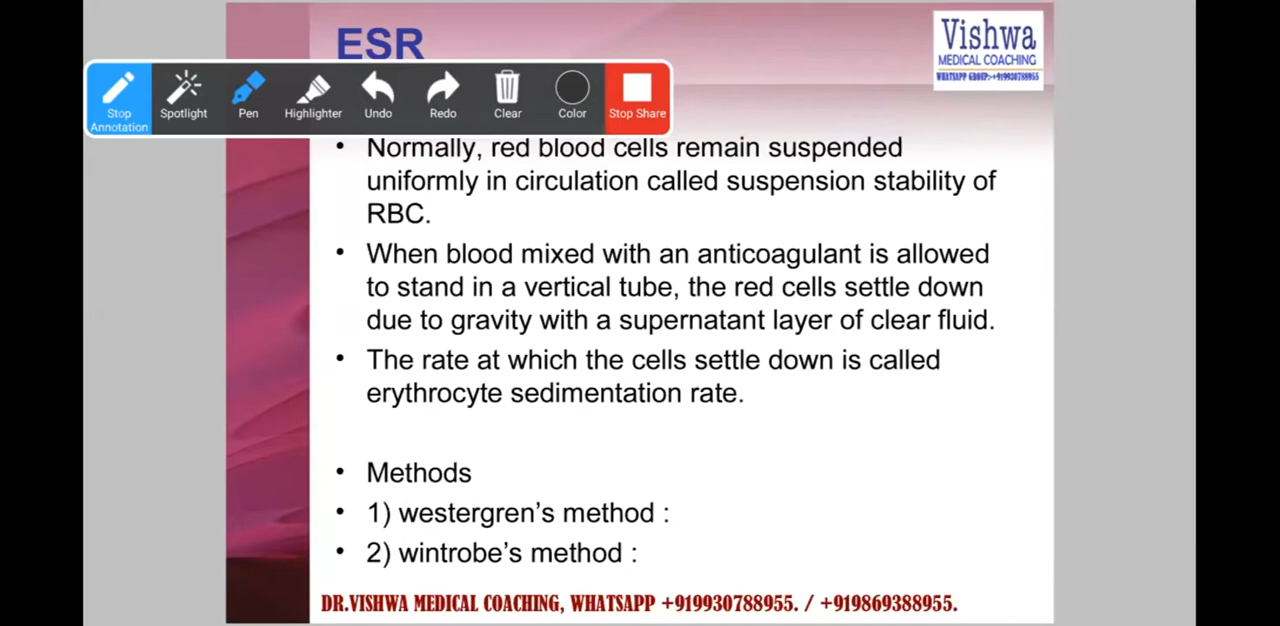 ESR
Vishwa
MEDICAL COACHING
WHATSAPP GROUP:-+919930788955
Stop
Annotation
Spotlight
Pen
Highlighter
Undo
Redo
Clear
Color
Stop Share
• Normally, red blood cells remain suspended
uniformly in circulation called suspension stability of
RBC.
• When blood mixed with an anticoagulant is allowed
to stand in a vertical tube, the red cells settle down
due to gravity with a supernatant layer of clear fluid.
• The rate at which the cells settle down is called
erythrocyte sedimentation rate.
• Methods
• 1) westergren’s method :
• 2) wintrobe’s method :
DR.VISHWA MEDICAL COACHING, WHATSAPP +919930788955. / +919869388955.